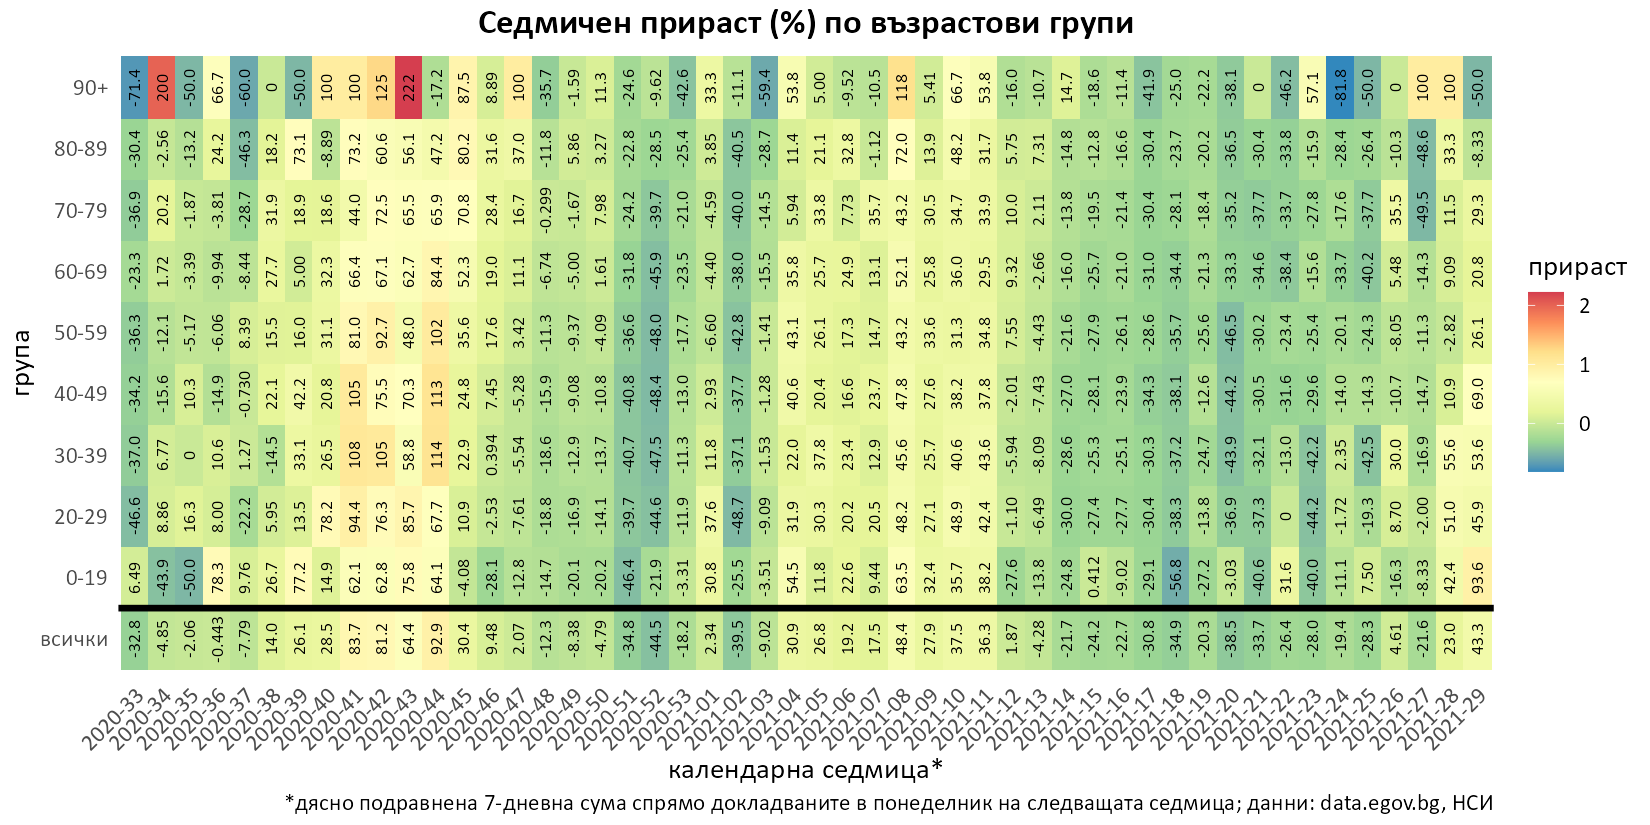 Седмичен прираст (%) по възрастови групи
90+ -71.4 200 -50.0 66.7 -60.0 0 -50.0 100 100 125 222 -17.2 87.5 8.89 100 -35.7 -1.59 11.3 -24.6 -9.62 -42.6 33.3 -11.1 -59.4 53.8 5.00 -9.52 -10.5 118 5.41 66.7 53.8 -16.0 -10.7 14.7 -18.6 -11.4 -41.9 -25.0 -22.2 -38.1 0 -46.2 57.1 -81.8 -50.0 0 100 100 -50.0
80-89 -30.4 -2.56 -13.2 24.2 -46.3 18.2 73.1 -8.89 73.2 60.6 56.1 47.2 80.2 31.6 37.0 -11.8 5.86 3.27 -22.8 -28.5 -25.4 3.85 -40.5 -28.7 11.4 21.1 32.8 -1.12 72.0 13.9 48.2 31.7 5.75 7.31 -14.8 -12.8 -16.6 -30.4 -23.7 -20.2 -36.5 -30.4 -33.8 -15.9 -28.4 -26.4 -10.3 -48.6 33.3 -8.33
70-79 -36.9 20.2 -1.87 -3.81 -28.7 31.9 18.9 18.6 44.0 72.5 65.5 65.9 70.8 28.4 16.7 -0.299 -1.67 7.98 -24.2 -39.7 -21.0 -4.59 -40.0 -14.5 5.94 33.8 7.73 35.7 43.2 30.5 34.7 33.9 10.0 2.11 -13.8 -19.5 -21.4 -30.4 -28.1 -18.4 -35.2 -37.7 -33.7 -27.8 -17.6 -37.7 35.5 -49.5 11.5 29.3
60-69 -23.3 1.72 -3.39 -9.94 -8.44 27.7 5.00 32.3 66.4 67.1 62.7 84.4 52.3 19.0 11.1 -6.74 -5.00 1.61 -31.8 -45.9 -23.5 -4.40 -38.0 -15.5 35.8 25.7 24.9 13.1 52.1 25.8 36.0 29.5 9.32 -2.66 -16.0 -25.7 -21.0 -31.0 -34.4 -21.3 -33.3 -34.6 -38.4 -15.6 -33.7 -40.2 5.48 -14.3 9.09 20.8
50-59 -36.3 -12.1 -5.17 -6.06 8.39 15.5 16.0 31.1 81.0 92.7 48.0 102 35.6 17.6 3.42 -11.3 -9.37 -4.09 -36.6 -48.0 -17.7 -6.60 -42.8 -1.41 43.1 26.1 17.3 14.7 43.2 33.6 31.3 34.8 7.55 -4.43 -21.6 -27.9 -26.1 -28.6 -35.7 -25.6 -46.5 -30.2 -23.4 -25.4 -20.1 -24.3 -8.05 -11.3 -2.82 26.1
40-49 -34.2 -15.6 10.3 -14.9 -0.730 22.1 42.2 20.8 105 75.5 70.3 113 24.8 7.45 -5.28 -15.9 -9.08 -10.8 -40.8 -48.4 -13.0 2.93 -37.7 -1.28 40.6 20.4 16.6 23.7 47.8 27.6 38.2 37.8 -2.01 -7.43 -27.0 -28.1 -23.9 -34.3 -38.1 -12.6 -44.2 -30.5 -31.6 -29.6 -14.0 -14.3 -10.7 -14.7 10.9 69.0
30-39 -37.0 6.77 0 10.6 1.27 -14.5 33.1 26.5 108 105 58.8 114 22.9 0.394 -5.54 -18.6 -12.9 -13.7 -40.7 -47.5 -11.3 11.8 -37.1 -1.53 22.0 37.8 23.4 12.9 45.6 25.7 40.6 43.6 -5.94 -8.09 -28.6 -25.3 -25.1 -30.3 -37.2 -24.7 -43.9 -32.1 -13.0 -42.2 2.35 -42.5 30.0 -16.9 55.6 53.6
20-29 -46.6 8.86 16.3 8.00 -22.2 5.95 13.5 78.2 94.4 76.3 85.7 67.7 10.9 -2.53 -7.61 -18.8 -16.9 -14.1 -39.7 -44.6 -11.9 37.6 -48.7 -9.09 31.9 30.3 20.2 20.5 48.2 27.1 48.9 42.4 -1.10 -6.49 -30.0 -27.4 -27.7 -30.4 -38.3 -13.8 -36.9 -37.3 0 -44.2 -1.72 -19.3 8.70 -2.00 51.0 45.9
0-19 6.49 -43.9 -50.0 78.3 9.76 26.7 77.2 14.9 62.1 62.8 75.8 64.1 -4.08 -28.1 -12.8 -14.7 -20.1 -20.2 -46.4 -21.9 -3.31 30.8 -25.5 -3.51 54.5 11.8 22.6 9.44 63.5 32.4 35.7 38.2 -27.6 -13.8 -24.8 0.412 -9.02 -29.1 -56.8 -27.2 3.03 -40.6 31.6 -40.0 -11.1 7.50 -16.3 -8.33 42.4 93.6
всички -32.8 -4.85 -2.06 -0.443 -7.79 14.0 26.1 28.5 83.7 81.2 64.4 92.9 30.4 9.48 2.07 -12.3 -8.38 -4.79 -34.8 -44.5 -18.2 2.34 -39.5 -9.02 30.9 26.8 19.2 17.5 48.4 27.9 37.5 36.3 1.87 -4.28 -21.7 -24.2 -22.7 -30.8 -34.9 -20.3 -38.5 -33.7 -26.4 -28.0 -19.4 -28.3 4.61 -21.6 23.0 43.3
2020-33 2020-34 2020-35 2020-36 2020-37 2020-38 2020-39 2020-40 2020-41 2020-42 2020-43 2020-44 2020-45 2020-46 2020-47 2020-48 2020-49 2020-50 2020-51 2020-52 2020-53 2021-01 2021-02 2021-03 2021-04 2021-05 2021-06 2021-07 2021-08 2021-09 2021-10 2021-11 2021-12 2021-13 2021-14 2021-15 2021-16 2021-17 2021-18 2021-19 2021-20 2021-21 2021-22 2021-23 2021-24 2021-25 2021-26 2021-27 2021-28 2021-29
група
календарна седмица*
*дясно подравнена 7-дневна сума спрямо докладваните в понеделник на следващата седмица; данни: data.egov.bg, НСИ
прираст
2
1
0